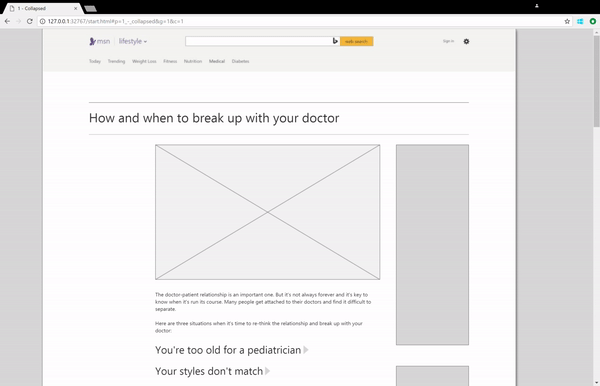 1 - Collapsed
127.0.0.1:32767/start.html#p=1_-_collapsed&g=1&c=1
msn lifestyle
web search
Sign in
Today Trending Weight Loss Fitness Nutrition Medical Diabetes
How and when to break up with your doctor
The doctor-patient relationship is an important one. But it's not always forever and it's key to
know when it's run its course. Many people get attached to their doctors and find it difficult to
separate.
Here are three situations when it's time to re-think the relationship and break up with your
doctor:
You're too old for a pediatrician
Your styles don't match